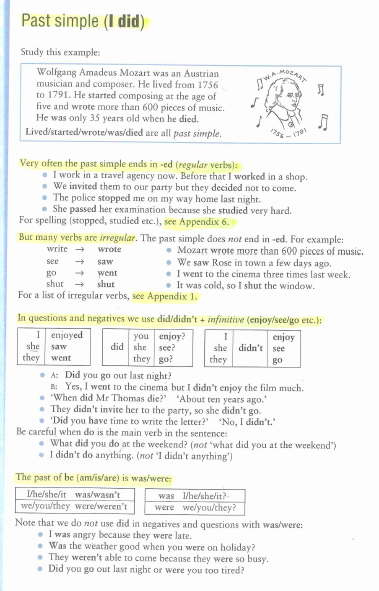 Past simple (I did)
Study this example:
Wolfgang Amadeus Mozart was an Austrian
musician and composer. He lived from 1756
to 1791. He started composing at the age of
five and wrote more than 600 pieces of music.
He was only 35 years old when he died.
Lived/started/wrote/was/died are all past simple.
W.A.MOZART
1756 – 1791
Very often the past simple ends in -ed (regular verbs):
• I work in a travel agency now. Before that I worked in a shop.
• We invited them to our party but they decided not to come.
• The police stopped me on my way home last night.
• She passed her examination because she studied very hard.
For spelling (stopped, studied etc.), see Appendix 6.
But many verbs are irregular. The past simple does not end in -ed. For example:
write → wrote • Mozart wrote more than 600 pieces of music.
see → saw • We saw Rose in town a few days ago.
go → went • I went to the cinema three times last week.
shut → shut • It was cold, so I shut the window.
For a list of irregular verbs, see Appendix 1.
In questions and negatives we use did/didn't + infinitive (enjoy/see/go etc.):
I enjoyed you enjoy? I enjoy
she saw did she see? she didn't see
they went they go? they go
• A: Did you go out last night?
B: Yes, I went to the cinema but I didn't enjoy the film much.
• 'When did Mr Thomas die?' 'About ten years ago.'
• They didn't invite her to the party, so she didn't go.
• 'Did you have time to write the letter?' 'No, I didn't.'
Be careful when do is the main verb in the sentence:
• What did you do at the weekend? (not 'what did you at the weekend')
• I didn't do anything. (not 'I didn't anything')
The past of be (am/is/are) is was/were:
I/he/she/it was/wasn't was I/he/she/it?
we/you/they were/weren't were we/you/they?
Note that we do not use did in negatives and questions with was/were:
• I was angry because they were late.
• Was the weather good when you were on holiday?
• They weren't able to come because they were so busy.
• Did you go out last night or were you too tired?